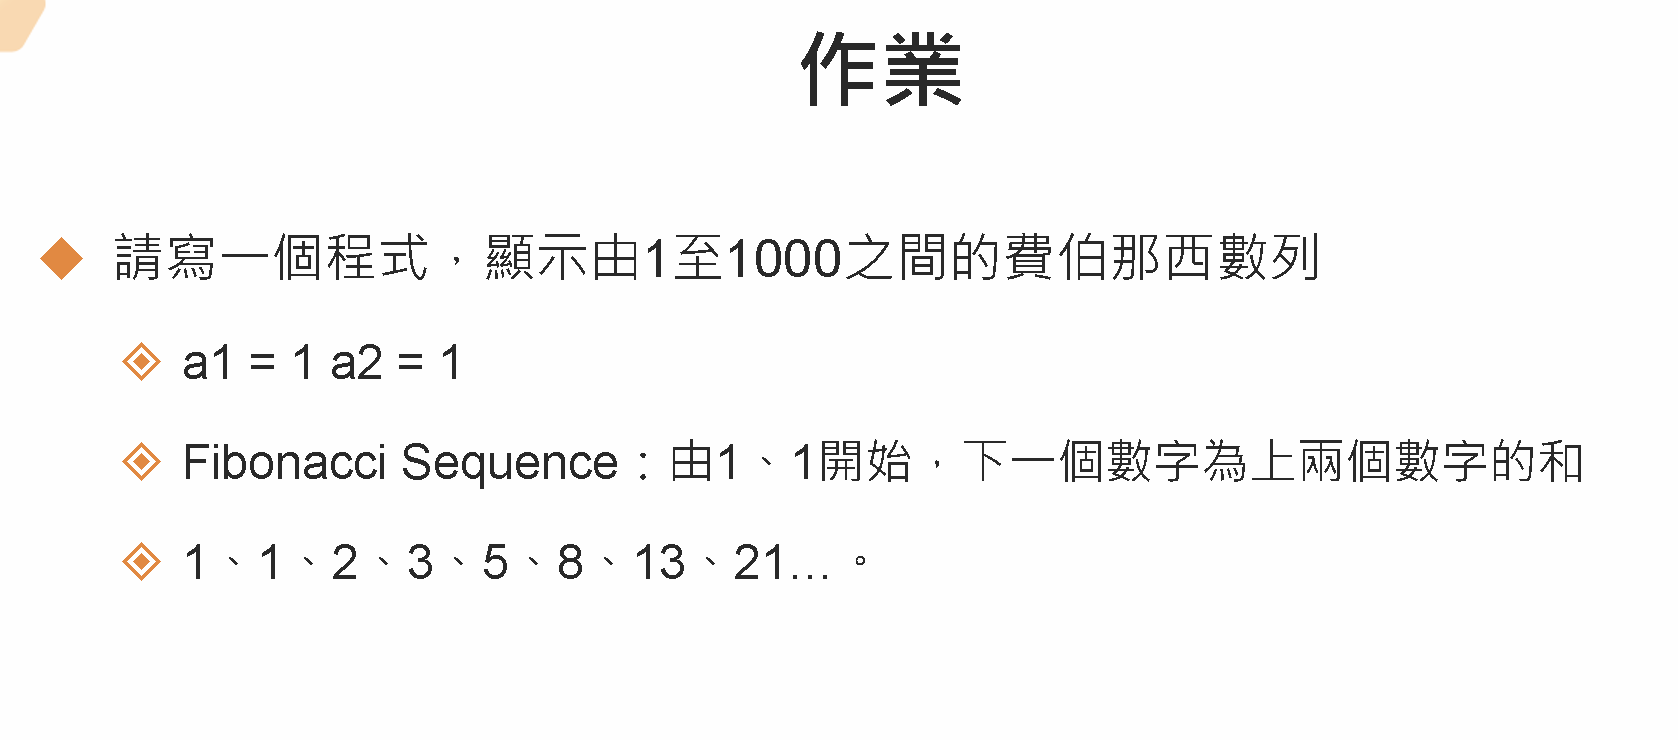 作業
請寫一個程式，顯示由1至1000之間的費伯那西數列
a1 = 1 a2 = 1
Fibonacci Sequence：由1、1開始，下一個數字為上兩個數字的和
1、1、2、3、5、8、13、21…。